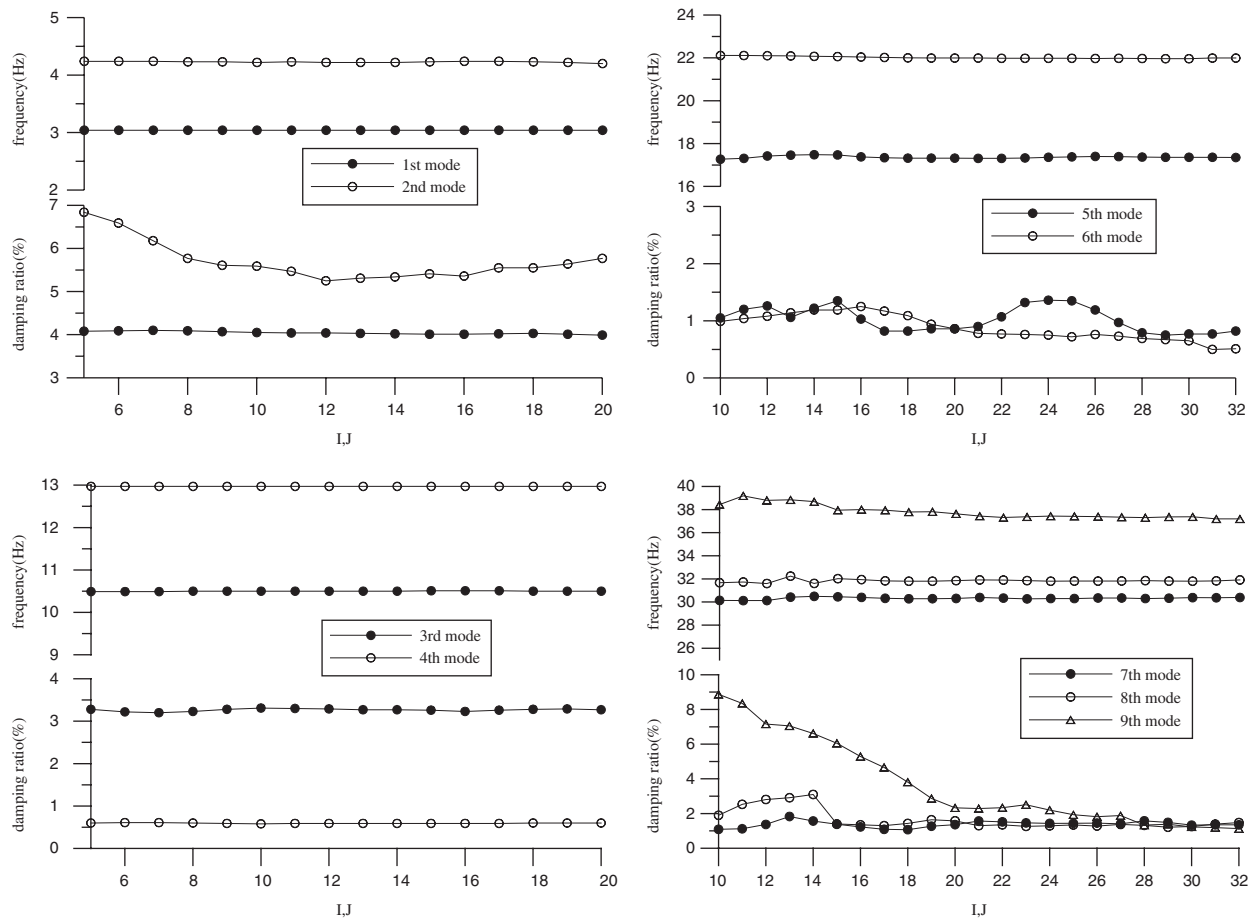 5
4
3
2
frequency(Hz)
1st mode
2nd mode
7
6
5
4
3
damping ratio(%)
6 8 10 12 14 16 18 20
I,J
24
22
20
18
16
frequency(Hz)
5th mode
6th mode
3
2
1
0
damping ratio(%)
10 12 14 16 18 20 22 24 26 28 30 32
I,J
13
12
11
10
9
frequency(Hz)
3rd mode
4th mode
4
3
2
1
0
damping ratio(%)
6 8 10 12 14 16 18 20
I,J
40
38
36
34
32
30
28
26
frequency(Hz)
7th mode
8th mode
9th mode
10
8
6
4
2
0
damping ratio(%)
10 12 14 16 18 20 22 24 26 28 30 32
I,J